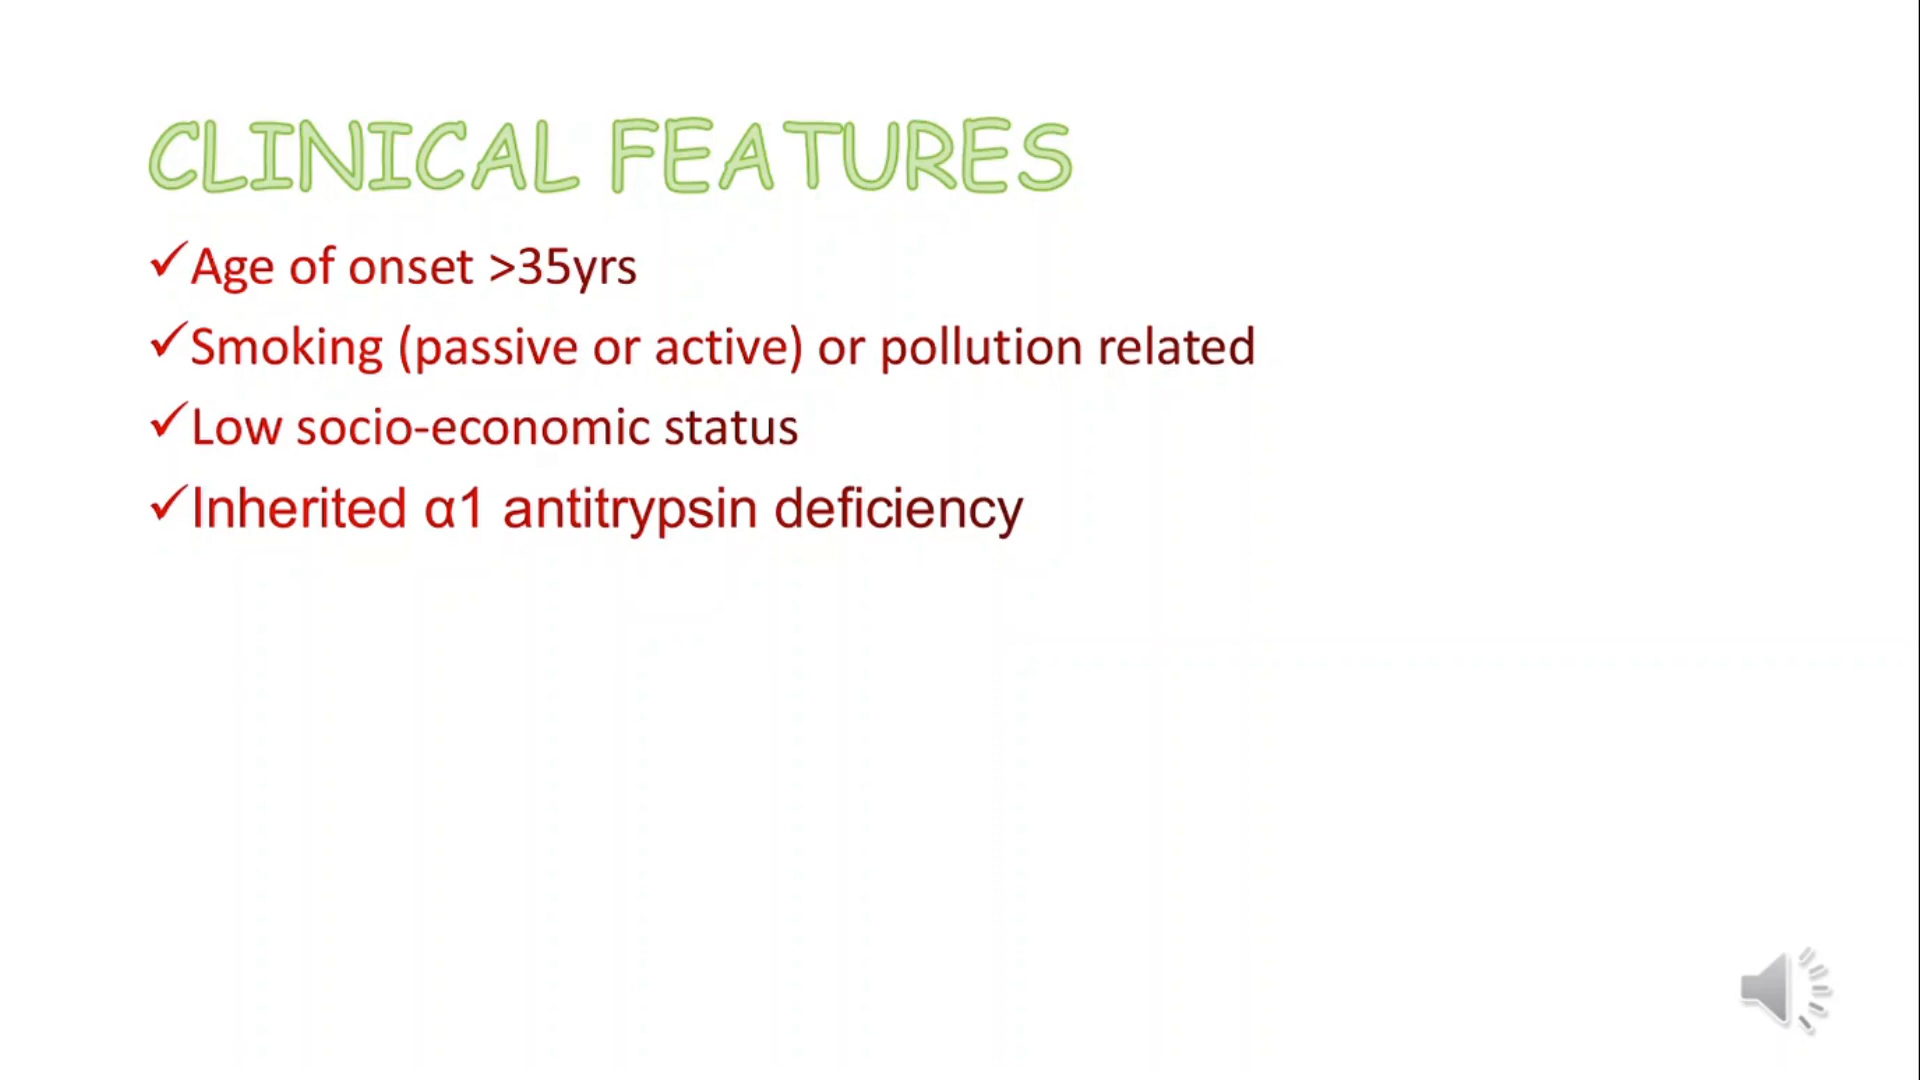 CLINICAL FEATURES
✓Age of onset >35yrs
✓Smoking (passive or active) or pollution related
✓Low socio-economic status
✓Inherited α1 antitrypsin deficiency